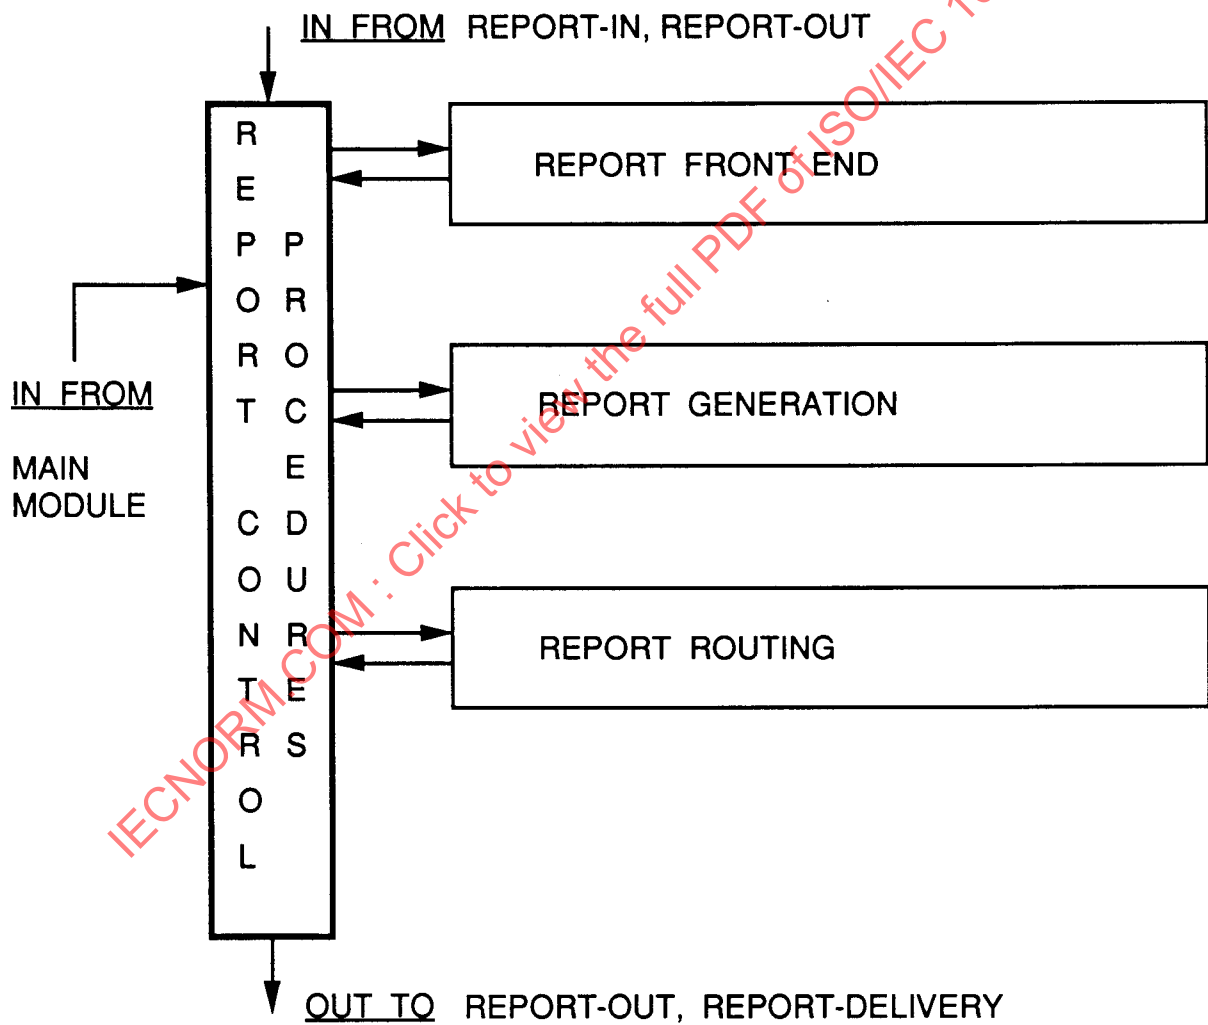 IN FROM REPORT-IN, REPORT-OUT
REPORT CONTROL
PROCEDURES
REPORT FRONT END
IN FROM
MAIN
MODULE
REPORT GENERATION
REPORT ROUTING
OUT TO REPORT-OUT, REPORT-DELIVERY
IECNORM.COM : Click to view the full PDF of ISO/IEC